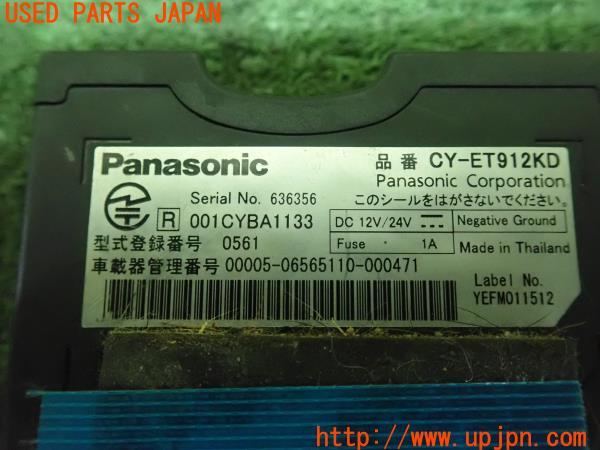 USED PARTS JAPAN
Panasonic
品番 CY-ET912KD
Panasonic Corporation
Serial No. 636356
このシールをはがさないでください。
R 001CYBA1133
DC 12V/24V
Negative Ground
型式登録番号 0561
Fuse · 1A
Made in Thailand
車載器管理番号 00005-06565110-000471
Label No.
YEFM011512
http://www.upjpn.com/